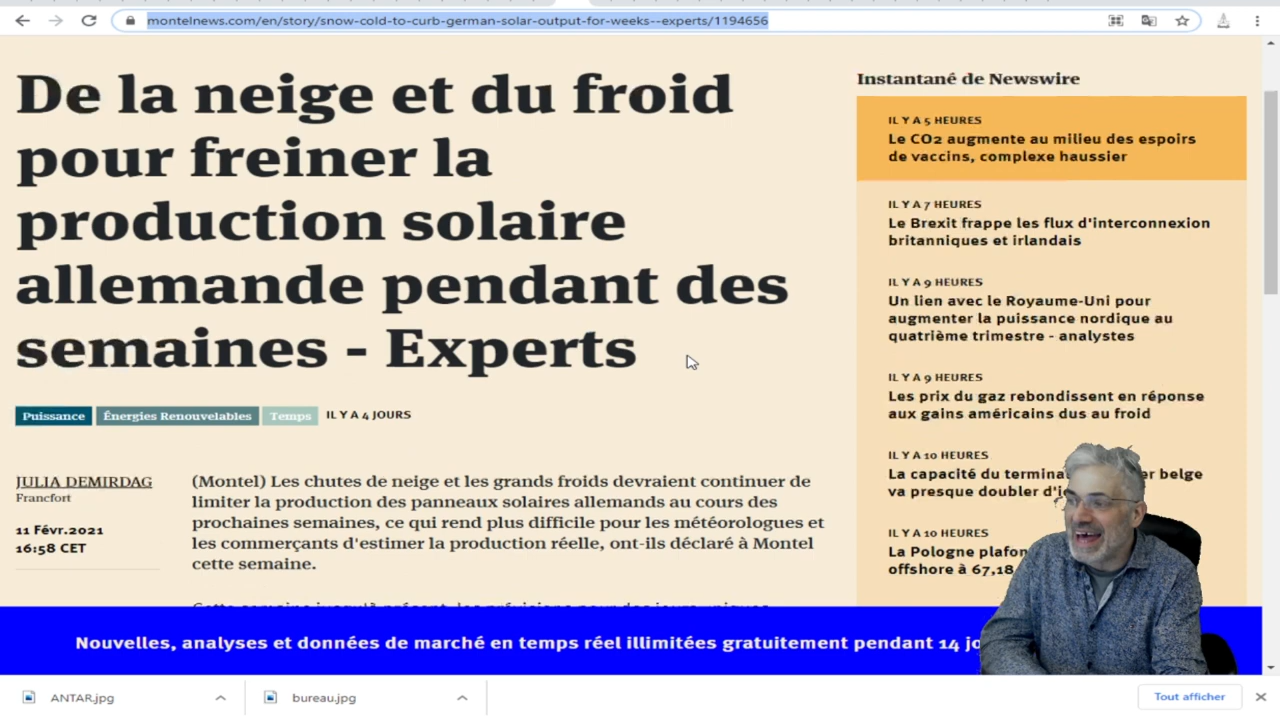 montelnews.com/en/story/snow-cold-to-curb-german-solar-output-for-weeks--experts/1194656
De la neige et du froid
pour freiner la
production solaire
allemande pendant des
semaines - Experts
Puissance Énergies Renouvelables Temps IL Y A 4 JOURS
JULIA DEMIRDAG
Francfort
11 Févr.2021
16:58 CET
(Montel) Les chutes de neige et les grands froids devraient continuer de
limiter la production des panneaux solaires allemands au cours des
prochaines semaines, ce qui rend plus difficile pour les météorologues et
les commerçants d'estimer la production réelle, ont-ils déclaré à Montel
cette semaine.
Instantané de Newswire
IL Y A 5 HEURES
Le CO2 augmente au milieu des espoirs
de vaccins, complexe haussier
IL Y A 7 HEURES
Le Brexit frappe les flux d'interconnexion
britanniques et irlandais
IL Y A 9 HEURES
Un lien avec le Royaume-Uni pour
augmenter la puissance nordique au
quatrième trimestre - analystes
IL Y A 9 HEURES
Les prix du gaz rebondissent en réponse
aux gains américains dus au froid
IL Y A 10 HEURES
La capacité du belge
va presque doubler
IL Y A 10 HEURES
La Pologne
offshore à 67,18
Nouvelles, analyses et données de marché en temps réel illimitées gratuitement pendant 14
ANTAR.jpg
bureau.jpg
Tout afficher